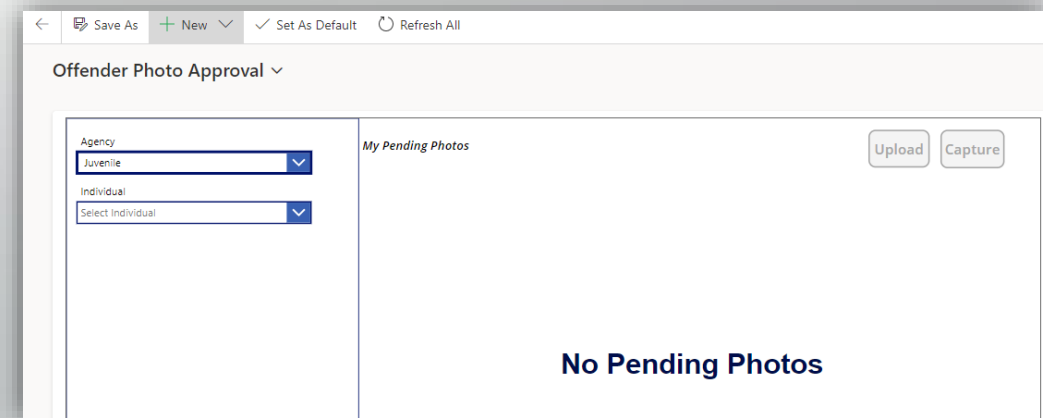 Save As New Set As Default Refresh All
Offender Photo Approval
Agency
Juvenile
Individual
Select Individual
My Pending Photos
Upload Capture
No Pending Photos